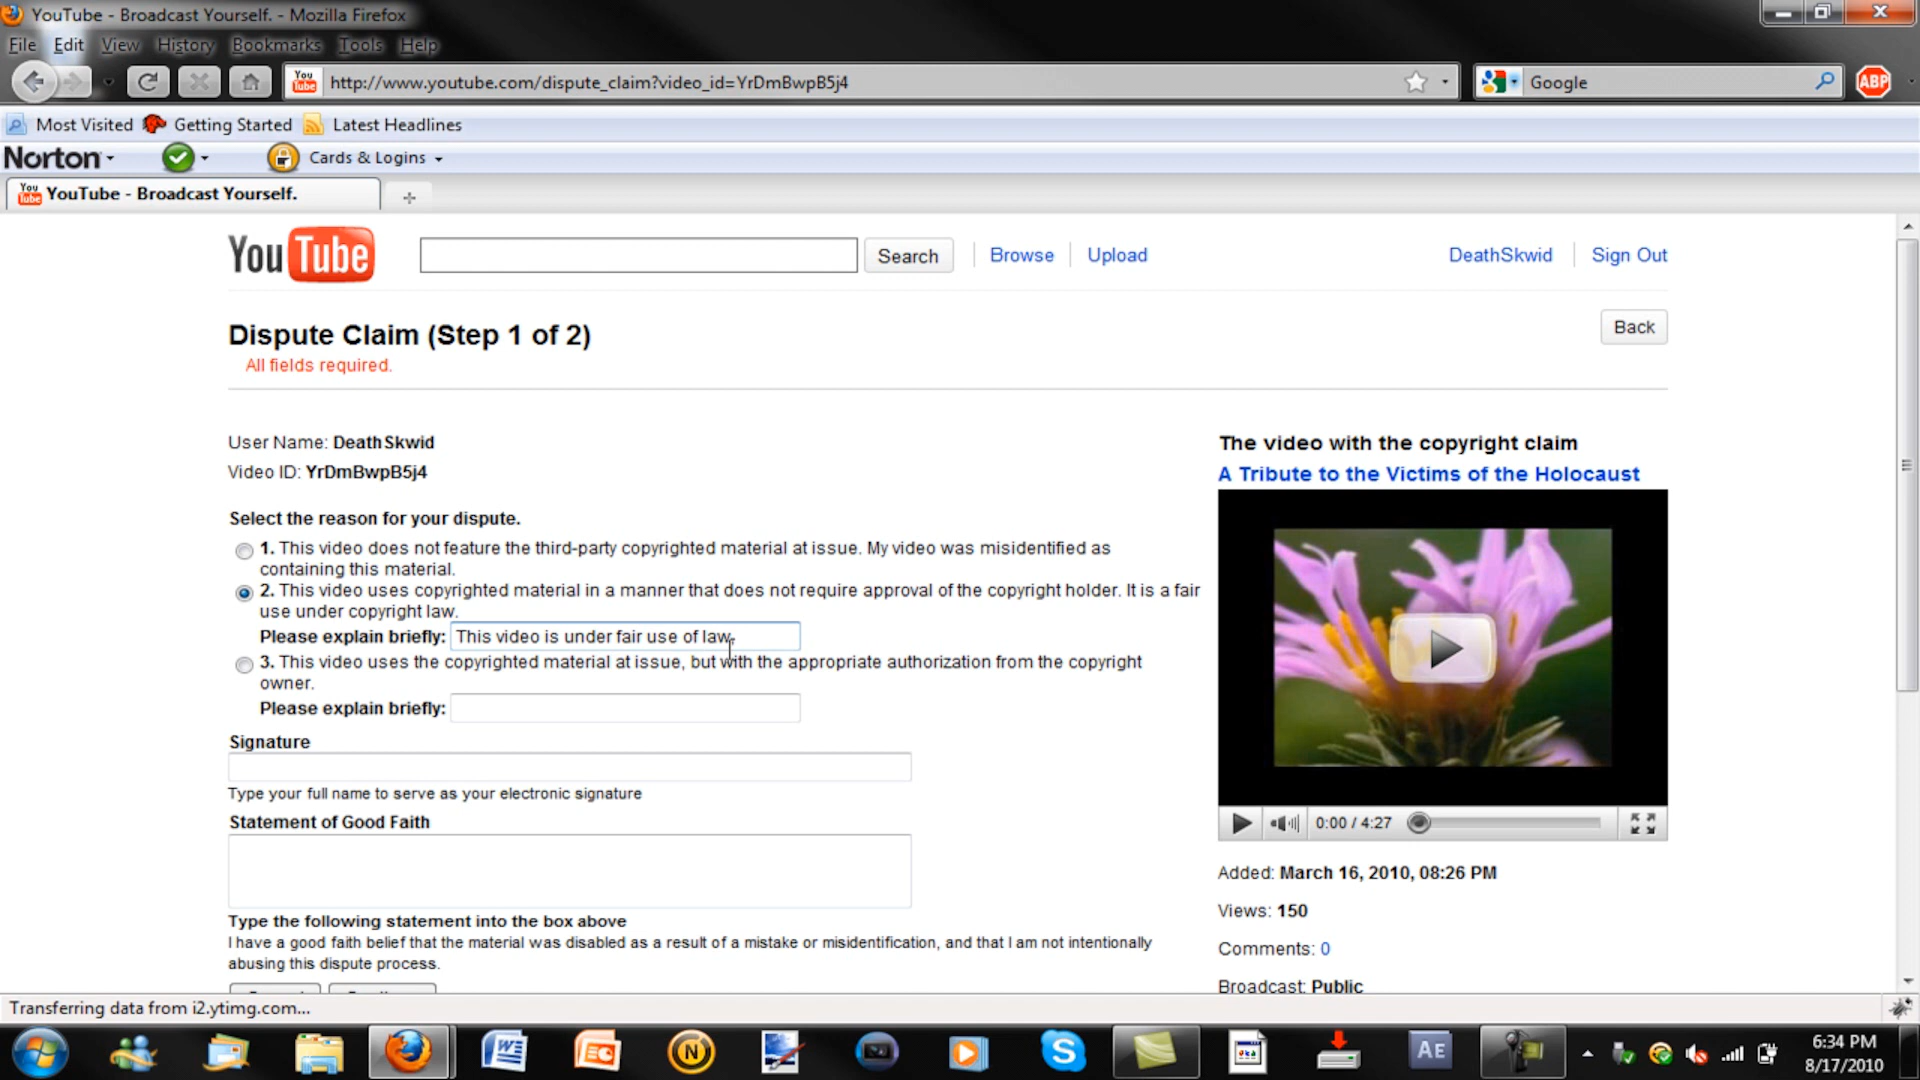 YouTube - Broadcast Yourself. - Mozilla Firefox
File Edit View History Bookmarks Tools Help
You Tube http://www.youtube.com/dispute_claim?video_id=YrDmBwpB5j4 Google ABP
Most Visited Getting Started Latest Headlines
Norton Cards & Logins
You Tube YouTube - Broadcast Yourself.
YouTube Search Browse Upload DeathSkwid Sign Out
Dispute Claim (Step 1 of 2) Back
All fields required.
User Name: DeathSkwid
Video ID: YrDmBwpB5j4
Select the reason for your dispute.
1. This video does not feature the third-party copyrighted material at issue. My video was misidentified as
containing this material.
2. This video uses copyrighted material in a manner that does not require approval of the copyright holder. It is a fair
use under copyright law.
Please explain briefly: This video is under fair use of law.
3. This video uses the copyrighted material at issue, but with the appropriate authorization from the copyright
owner.
Please explain briefly:
Signature
Type your full name to serve as your electronic signature
Statement of Good Faith
Type the following statement into the box above
I have a good faith belief that the material was disabled as a result of a mistake or misidentification, and that I am not intentionally
abusing this dispute process.
The video with the copyright claim
A Tribute to the Victims of the Holocaust
0:00 / 4:27
Added: March 16, 2010, 08:26 PM
Views: 150
Comments: 0
Broadcast: Public
Transferring data from i2.ytimg.com...
AE
6:34 PM
8/17/2010